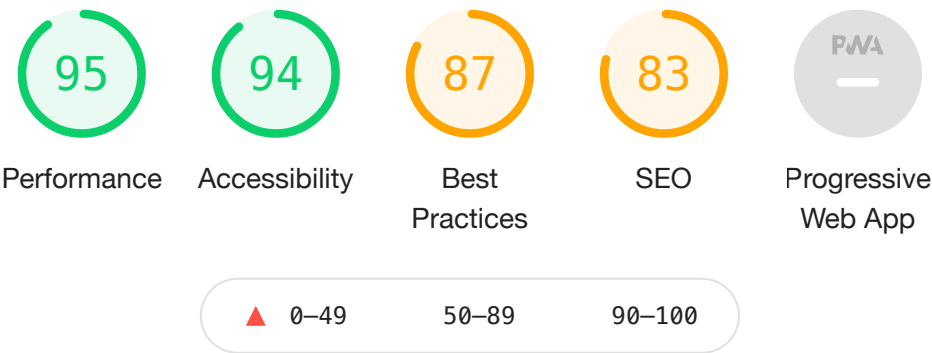 95 94 87 83 PWA
Performance Accessibility Best Practices SEO Progressive Web App
0–49 50–89 90–100